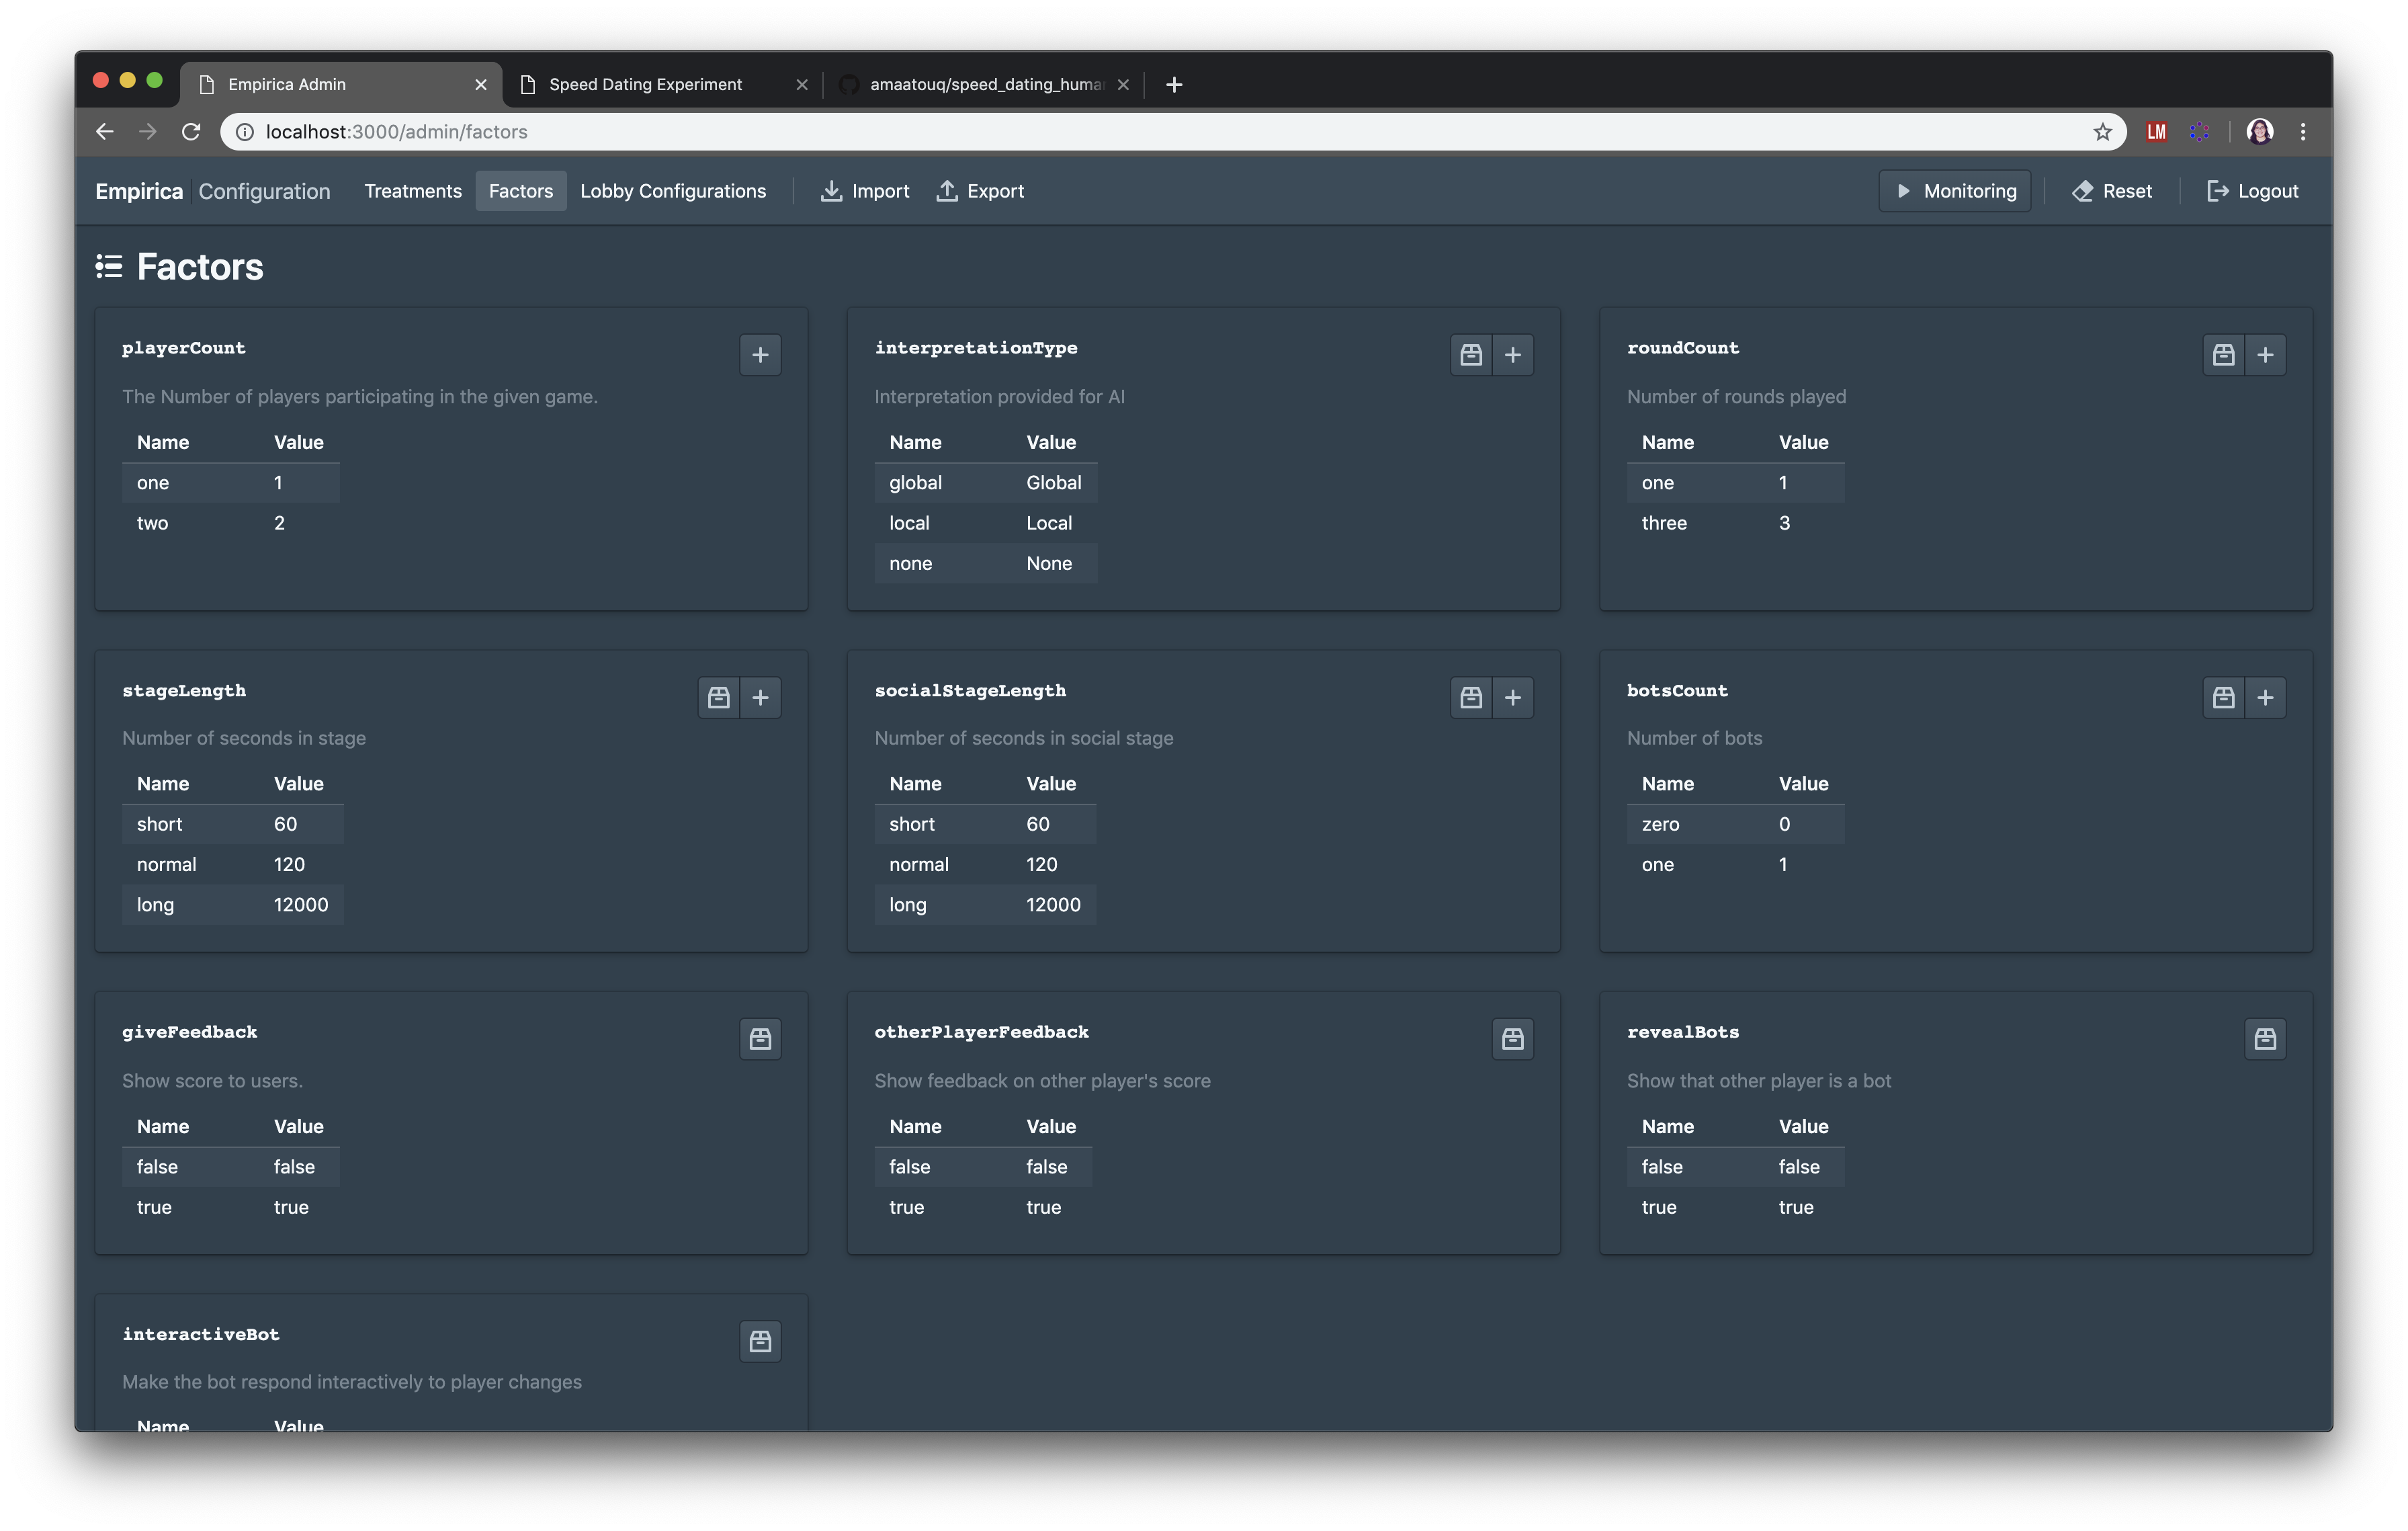 Empirica Admin
Speed Dating Experiment
amaatouq/speed_dating_huma
localhost:3000/admin/factors
LM
Empirica Configuration Treatments Factors Lobby Configurations Import Export Monitoring Reset Logout
Factors
playerCount
The Number of players participating in the given game.
Name Value
one 1
two 2
interpretationType
Interpretation provided for AI
Name Value
global Global
local Local
none None
roundCount
Number of rounds played
Name Value
one 1
three 3
stageLength
Number of seconds in stage
Name Value
short 60
normal 120
long 12000
socialStageLength
Number of seconds in social stage
Name Value
short 60
normal 120
long 12000
botsCount
Number of bots
Name Value
zero 0
one 1
giveFeedback
Show score to users.
Name Value
false false
true true
otherPlayerFeedback
Show feedback on other player's score
Name Value
false false
true true
revealBots
Show that other player is a bot
Name Value
false false
true true
interactiveBot
Make the bot respond interactively to player changes
Name Value